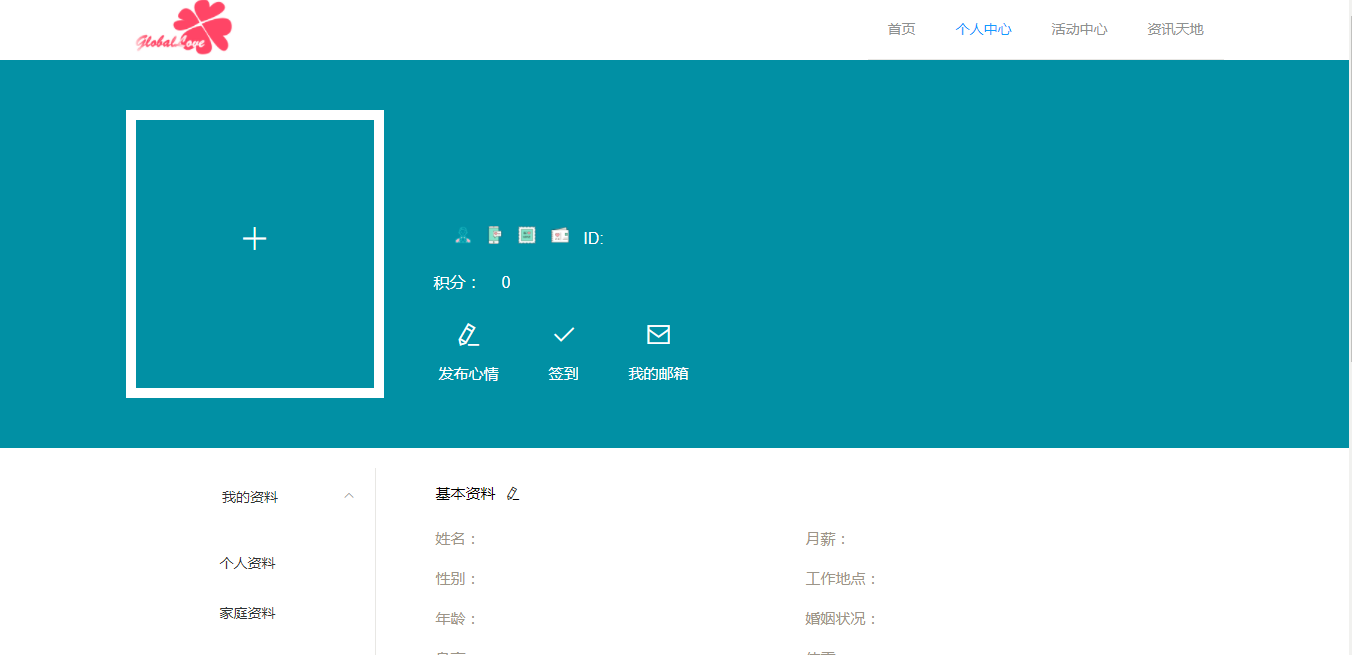 GlobalLove
首页 个人中心 活动中心 资讯天地
ID:
积分： 0
发布心情 签到 我的邮箱
我的资料
基本资料
姓名： 月薪：
个人资料
性别： 工作地点：
家庭资料
年龄： 婚姻状况：